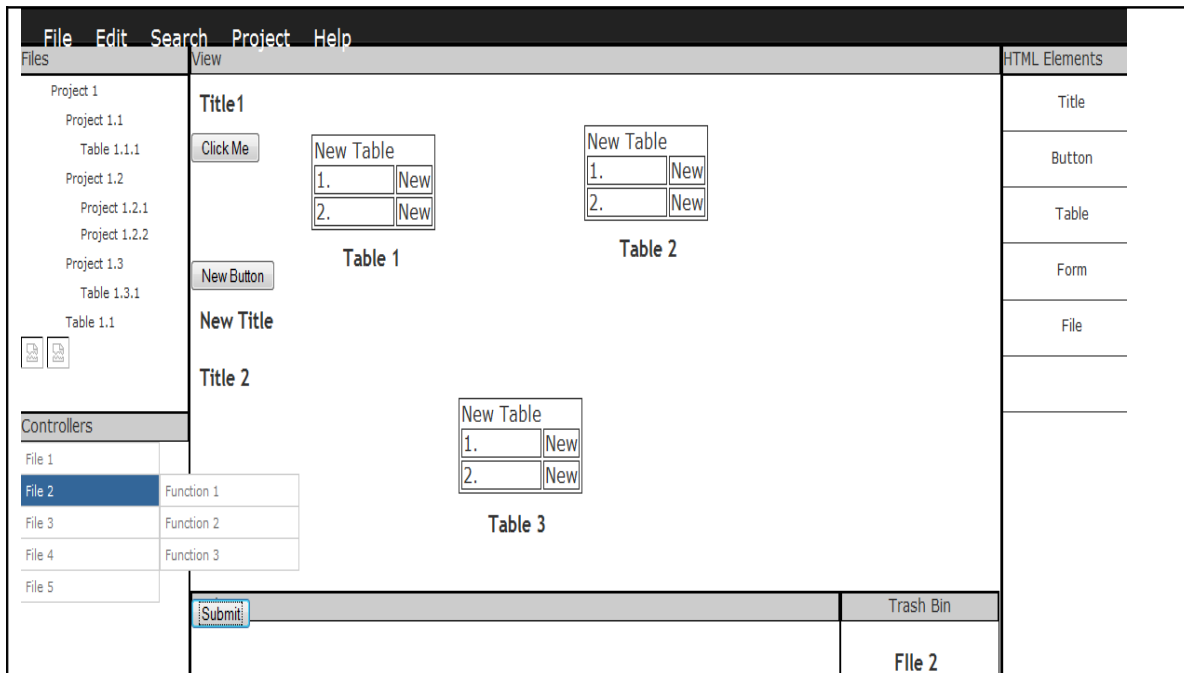 File Edit Search Project Help
Files
Project 1
Project 1.1
Table 1.1.1
Project 1.2
Project 1.2.1
Project 1.2.2
Project 1.3
Table 1.3.1
Table 1.1
Controllers
File 1
File 2
File 3
File 4
File 5
Function 1
Function 2
Function 3
View
Title1
Click Me
New Table
1. New
2. New
Table 1
New Table
1. New
2. New
Table 2
New Button
New Title
Title 2
New Table
1. New
2. New
Table 3
Submit
Trash Bin
FIle 2
HTML Elements
Title
Button
Table
Form
File